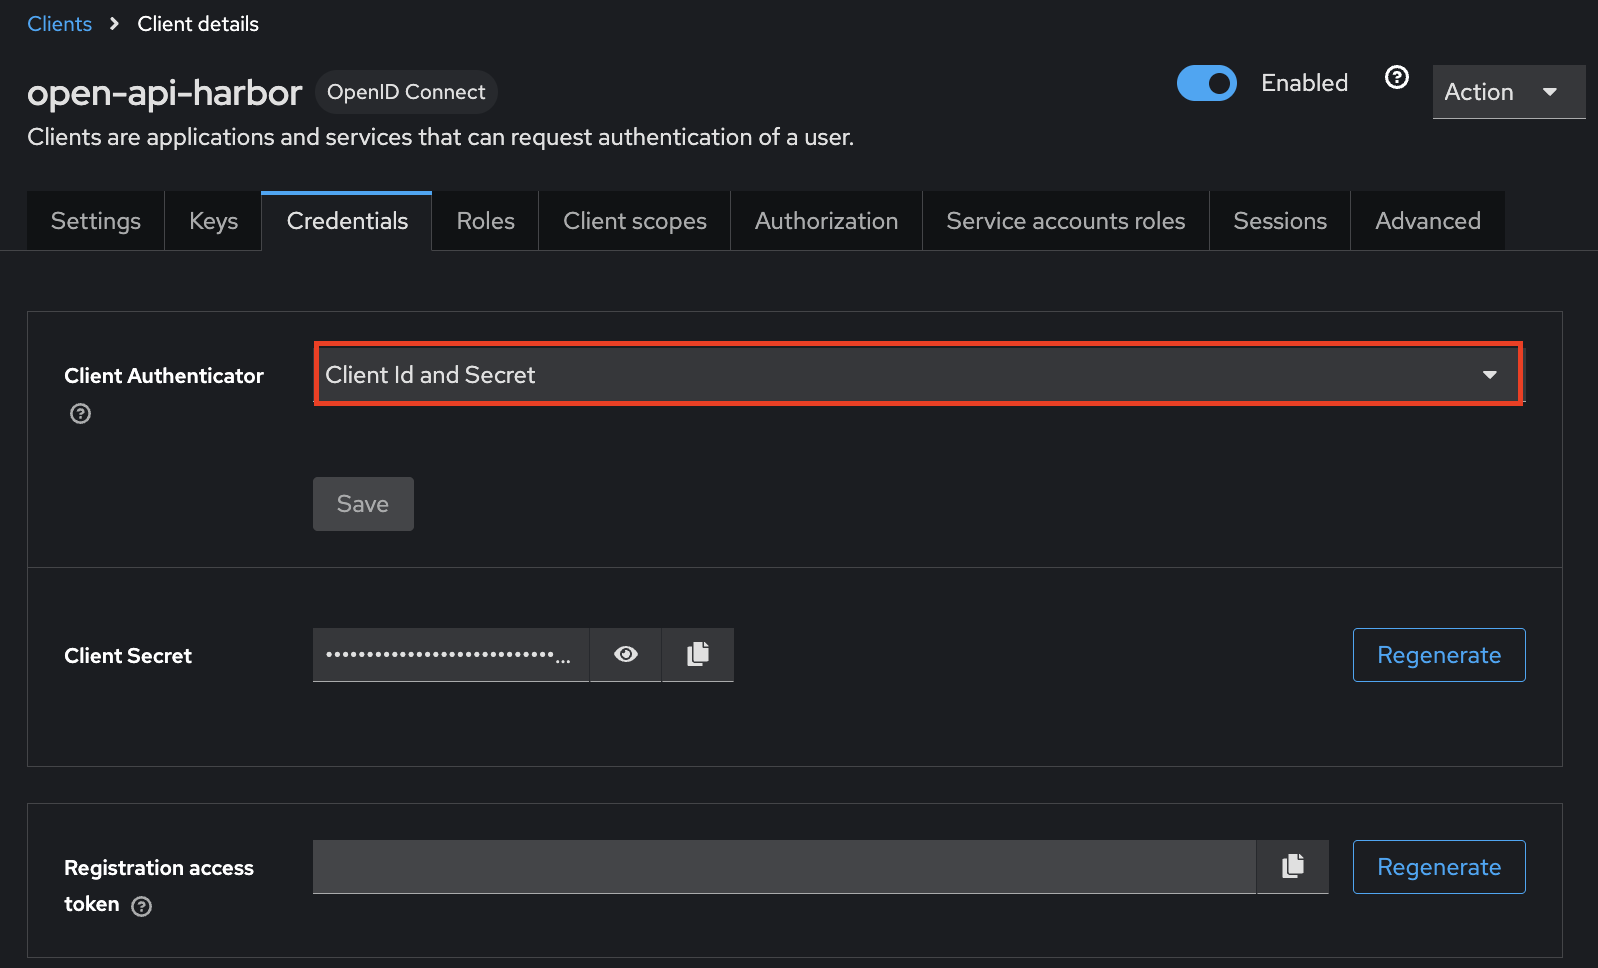 Clients > Client details
open-api-harbor OpenID Connect Enabled Action
Clients are applications and services that can request authentication of a user.
Settings Keys Credentials Roles Client scopes Authorization Service accounts roles Sessions Advanced
Client Authenticator Client Id and Secret
Save
Client Secret ••••••••••••••••••••••••••••... Regenerate
Registration access Regenerate
token